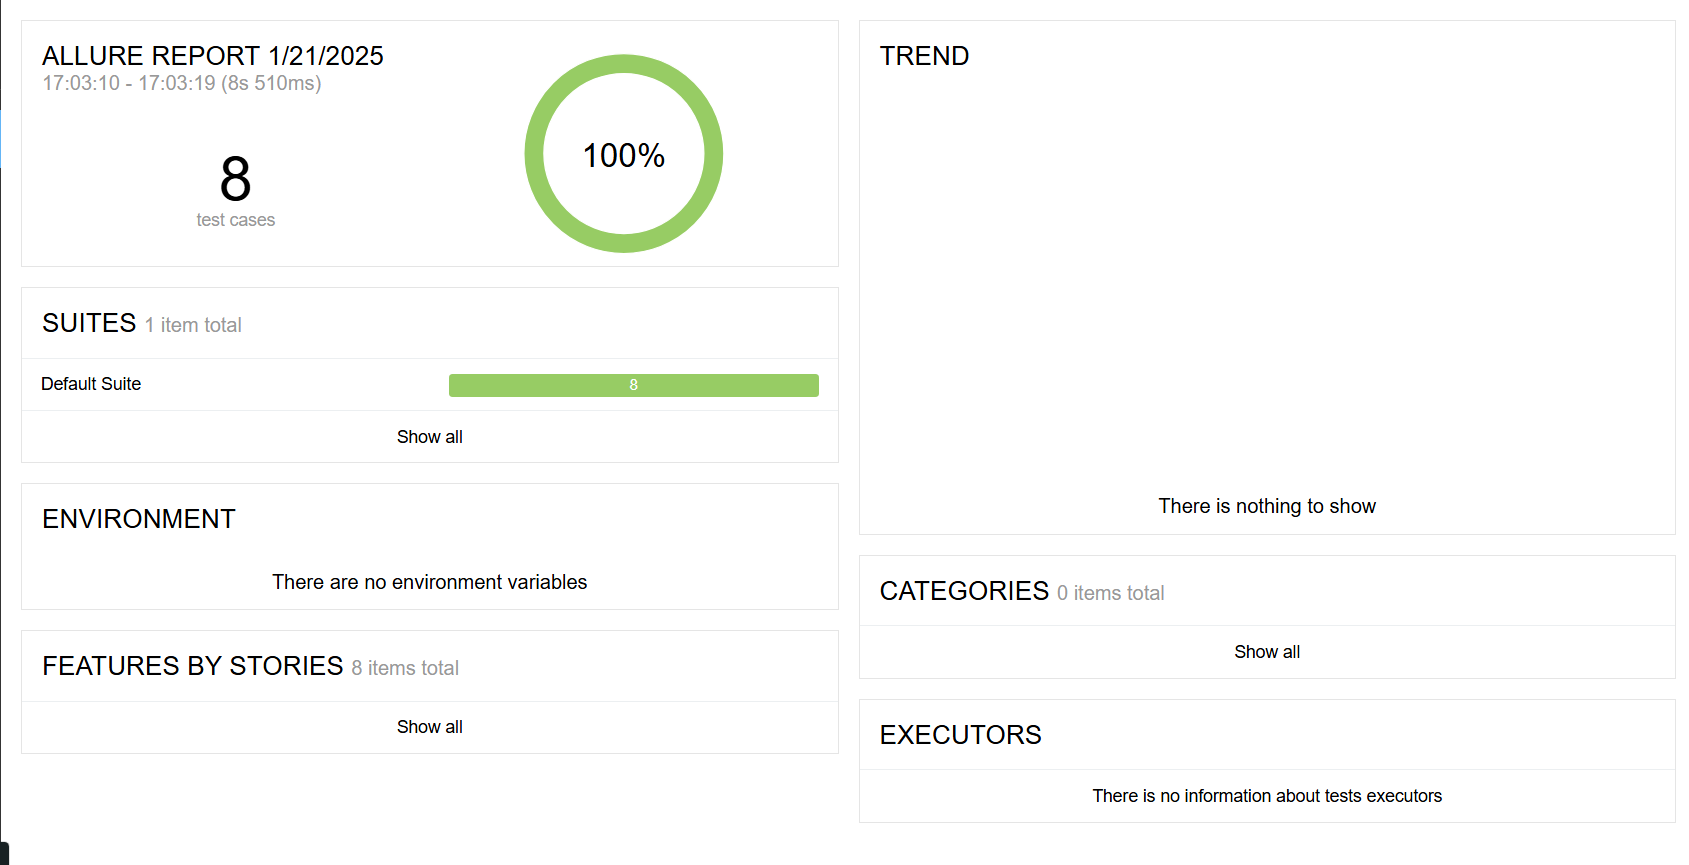 ALLURE REPORT 1/21/2025
17:03:10 - 17:03:19 (8s 510ms)
8
test cases
100%
SUITES 1 item total
Default Suite 8
Show all
ENVIRONMENT
There are no environment variables
FEATURES BY STORIES 8 items total
Show all
TREND
There is nothing to show
CATEGORIES 0 items total
Show all
EXECUTORS
There is no information about tests executors